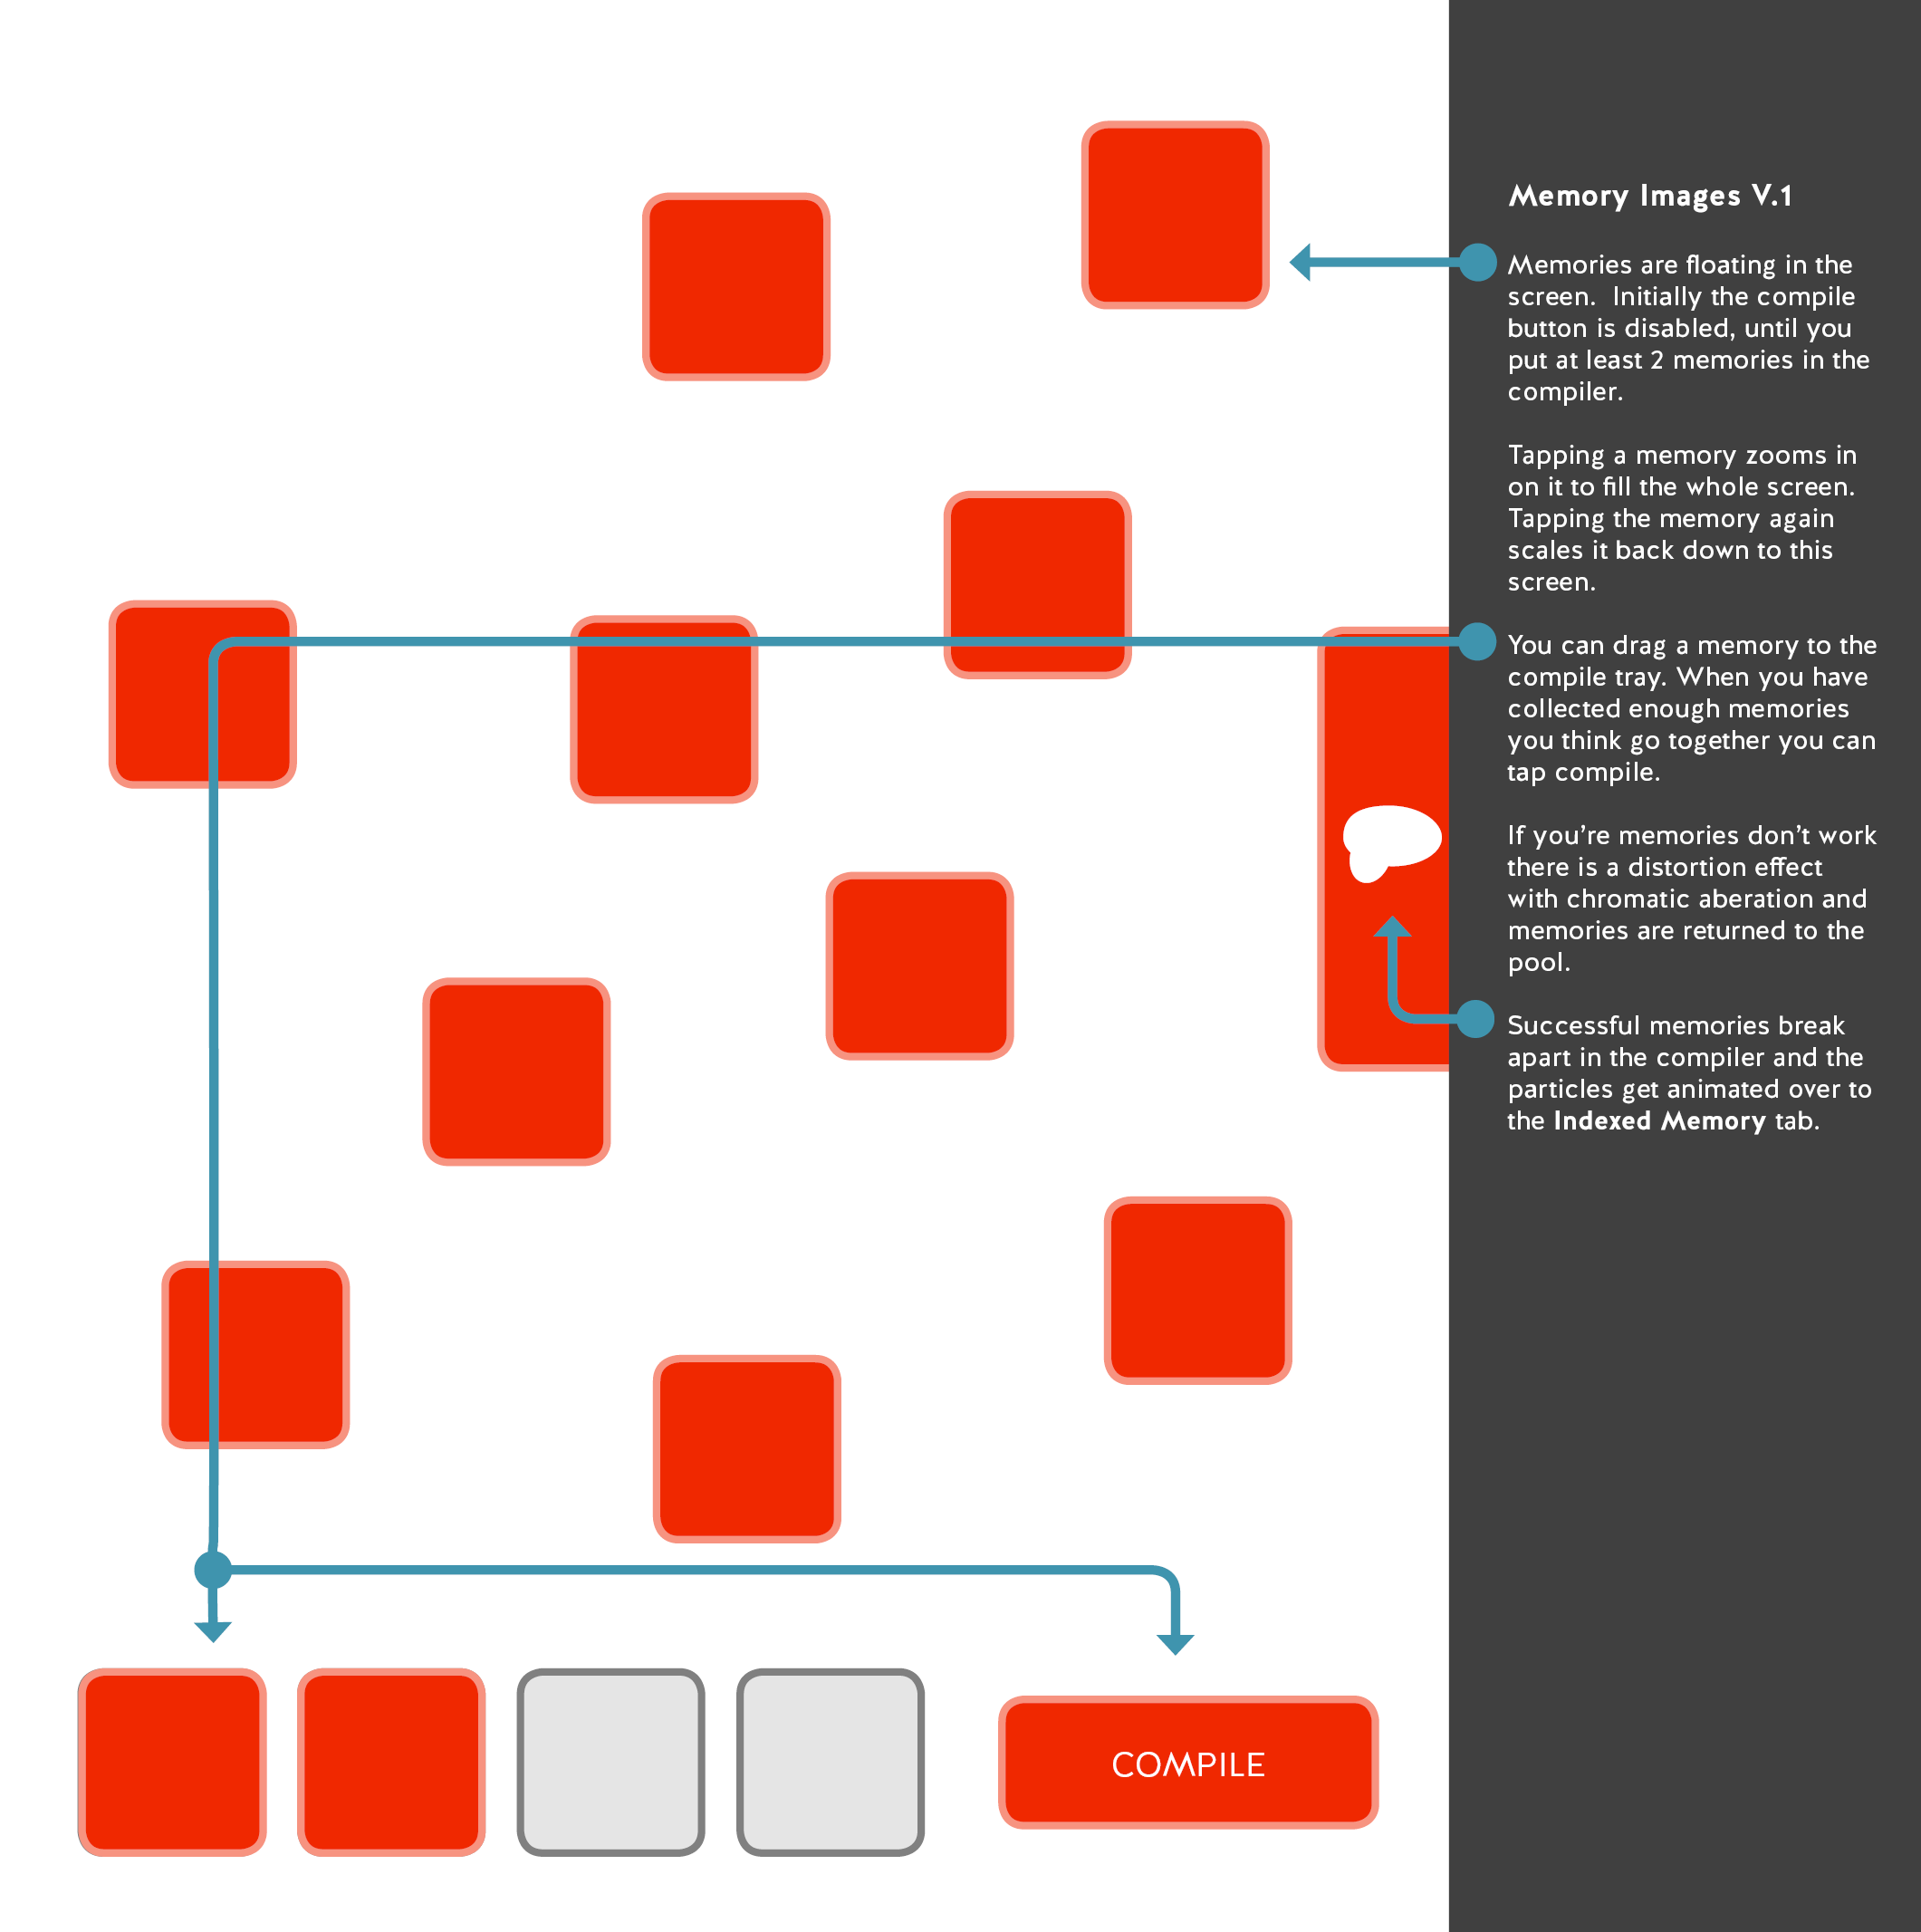 Memory Images V.1
Memories are floating in the
screen.  Initially the compile
button is disabled, until you
put at least 2 memories in the
compiler.
Tapping a memory zooms in
on it to fill the whole screen.
Tapping the memory again
scales it back down to this
screen.
You can drag a memory to the
compile tray. When you have
collected enough memories
you think go together you can
tap compile.
If you’re memories don’t work
there is a distortion effect
with chromatic aberation and
memories are returned to the
pool.
Successful memories break
apart in the compiler and the
particles get animated over to
the Indexed Memory tab.
COMPILE